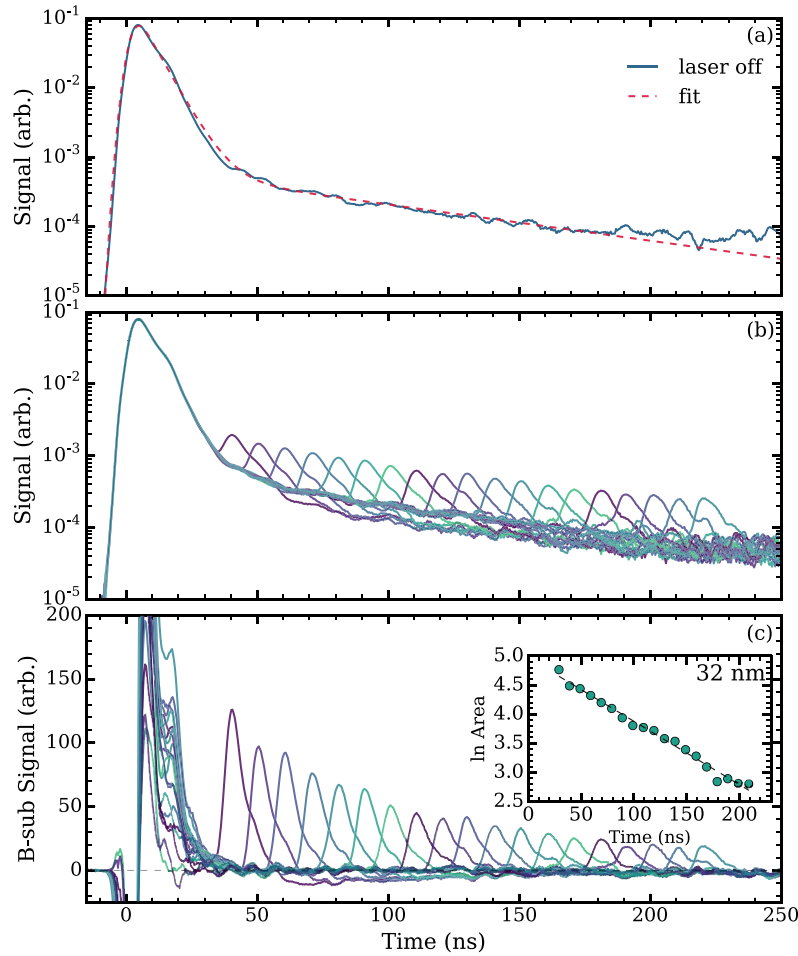 (a)
laser off
fit
Signal (arb.)
10⁻¹
10⁻²
10⁻³
10⁻⁴
10⁻⁵
(b)
Signal (arb.)
10⁻¹
10⁻²
10⁻³
10⁻⁴
10⁻⁵
(c)
B-sub Signal (arb.)
200
150
100
50
0
32 nm
ln Area
5.0
4.5
4.0
3.5
3.0
2.5
0 50 100 150 200
Time (ns)
0 50 100 150 200 250
Time (ns)